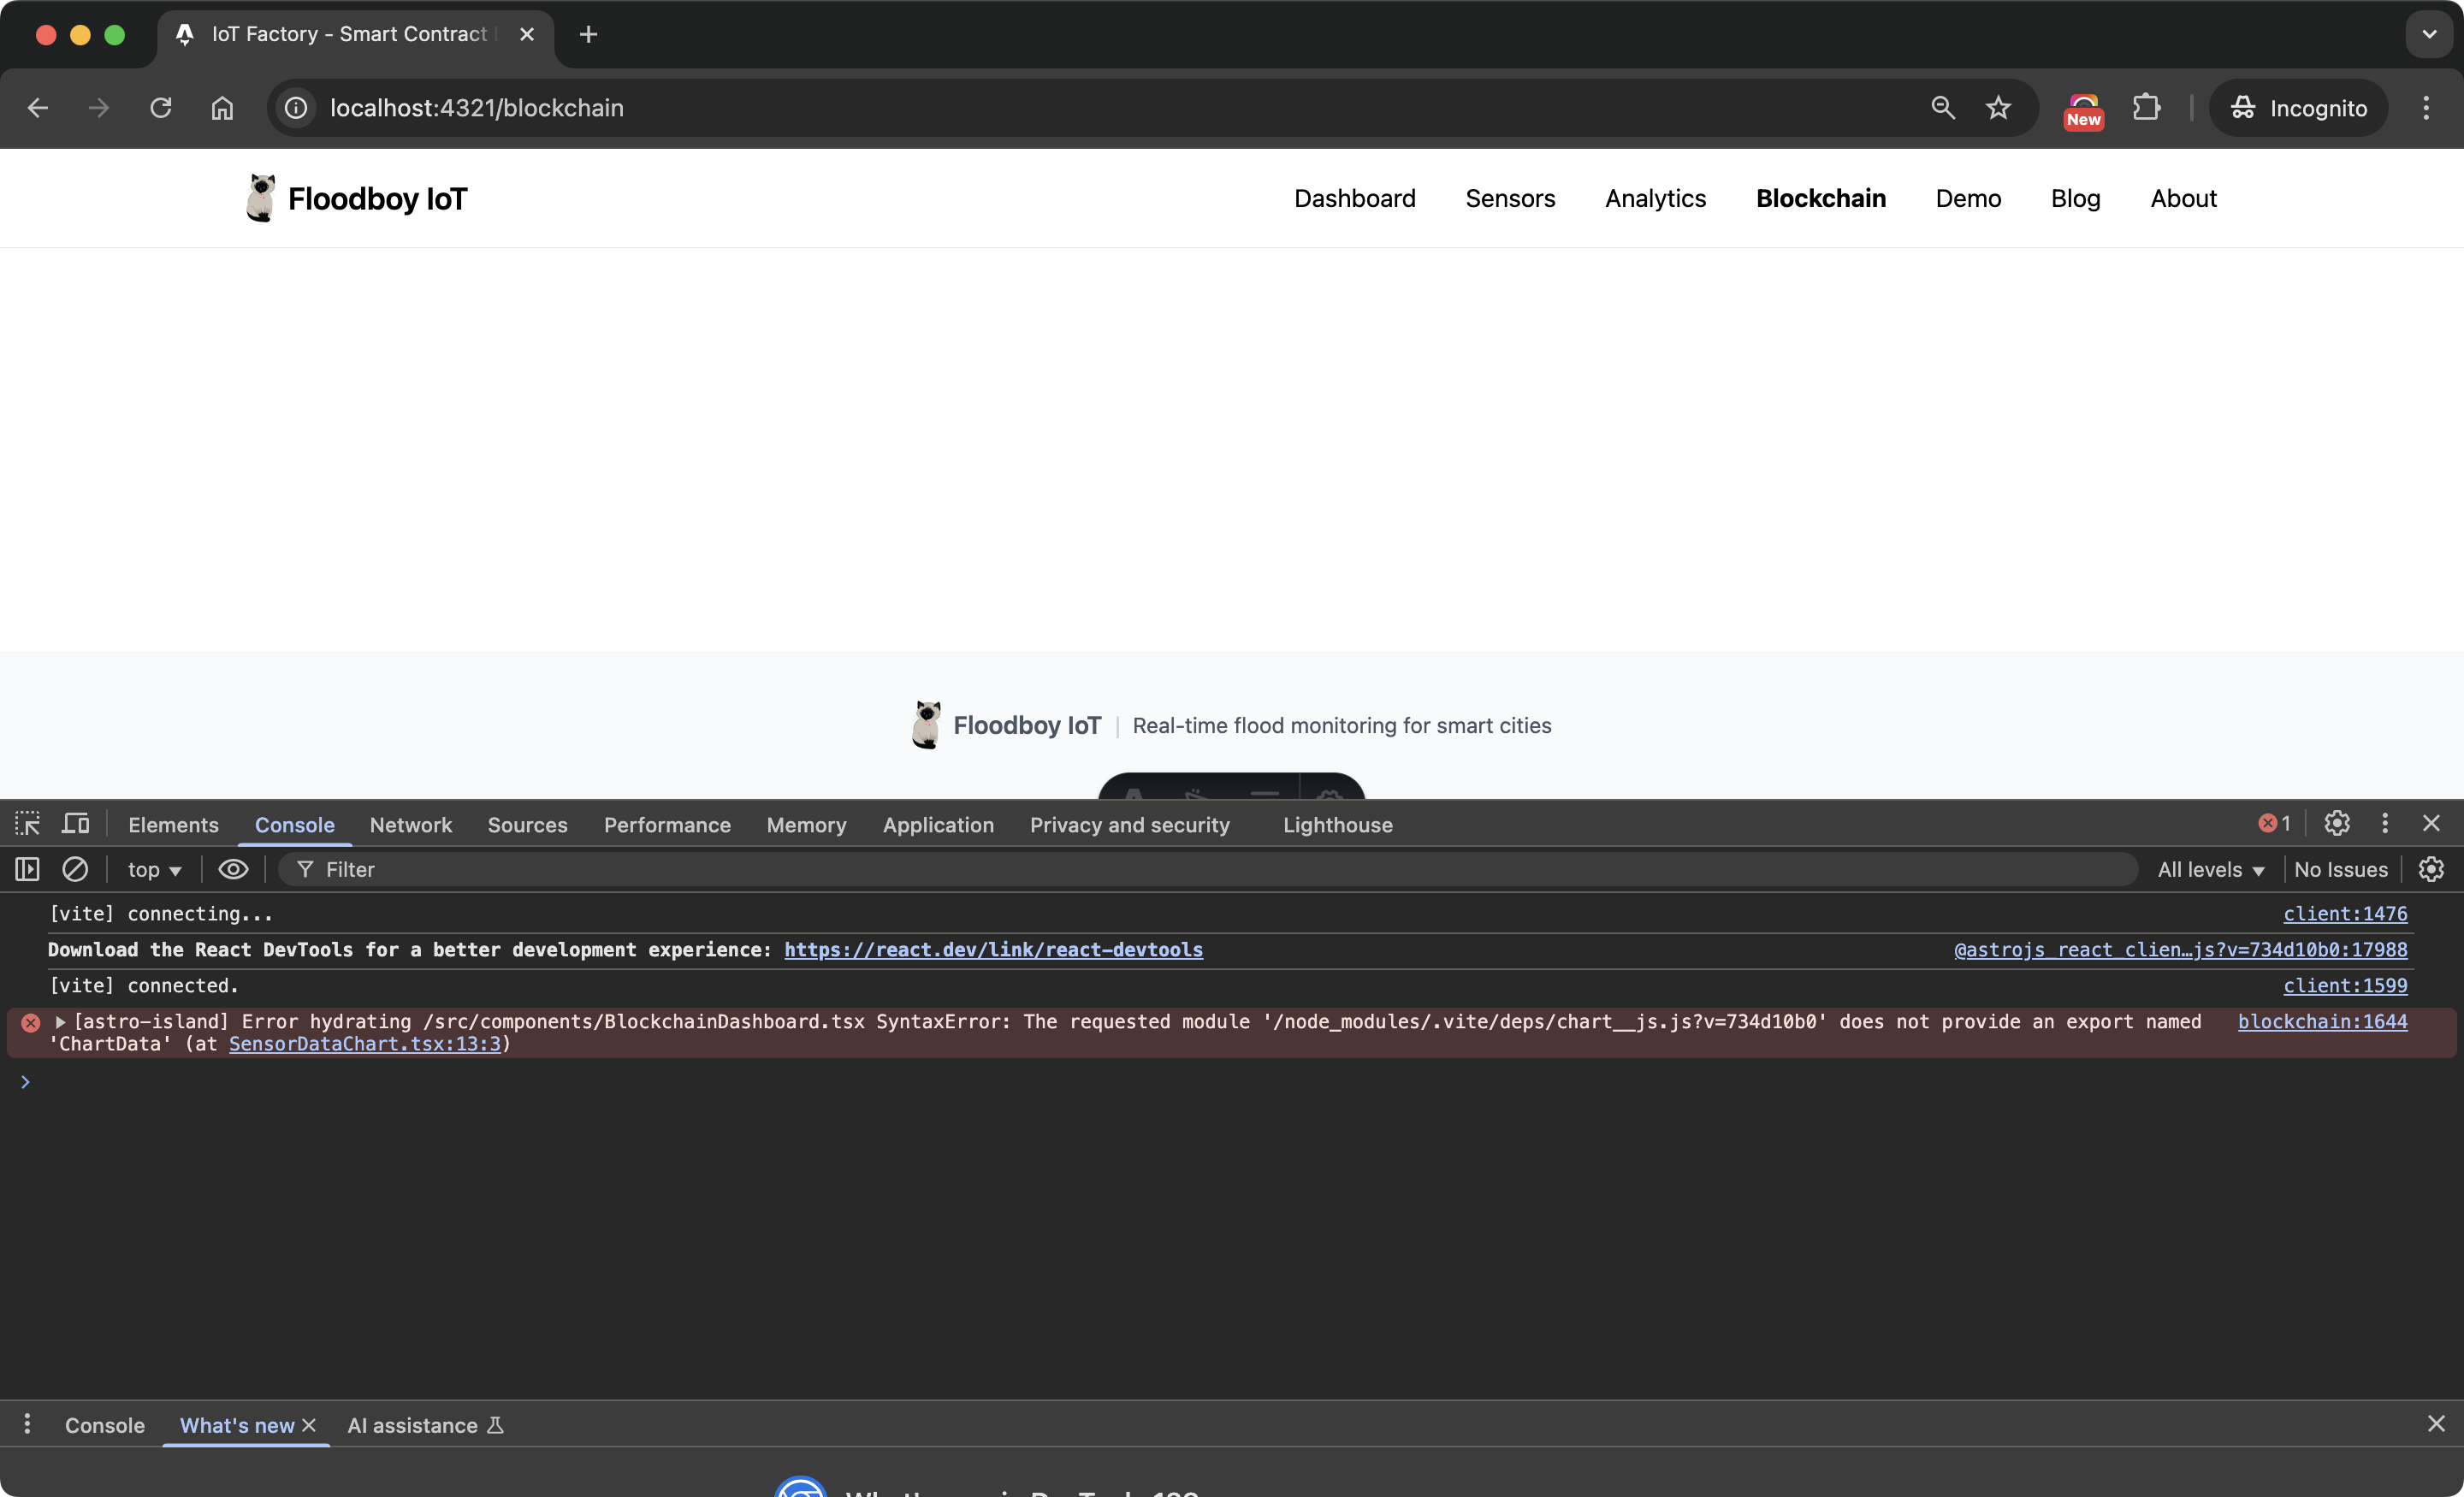 IoT Factory - Smart Contract
localhost:4321/blockchain
New
Incognito
Floodboy IoT
Dashboard Sensors Analytics Blockchain Demo Blog About
Floodboy IoT | Real-time flood monitoring for smart cities
Elements Console Network Sources Performance Memory Application Privacy and security Lighthouse 1
top Filter All levels No Issues
[vite] connecting... client:1476
Download the React DevTools for a better development experience: https://react.dev/link/react-devtools @astrojs_react_clien…js?v=734d10b0:17988
[vite] connected. client:1599
[astro-island] Error hydrating /src/components/BlockchainDashboard.tsx SyntaxError: The requested module '/node_modules/.vite/deps/chart__js.js?v=734d10b0' does not provide an export named blockchain:1644
'ChartData' (at SensorDataChart.tsx:13:3)
Console What's new AI assistance